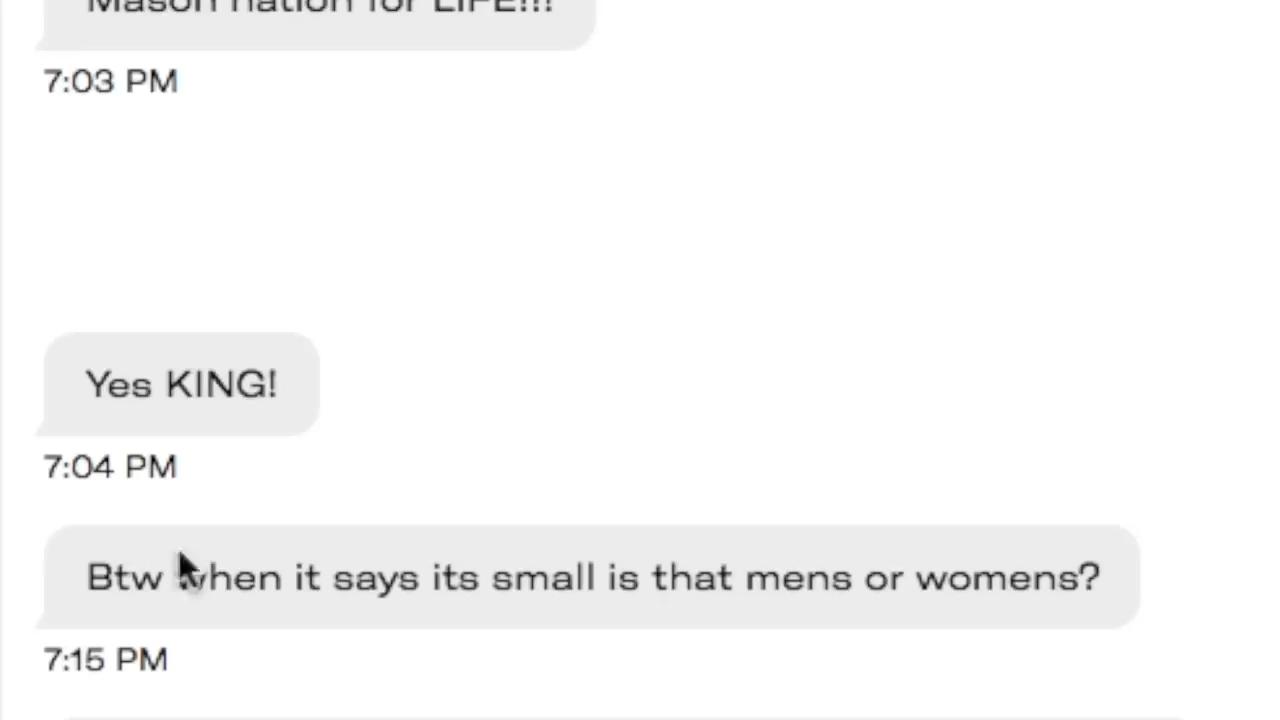 Mason nation for LIFE!!!
7:03 PM
Yes KING!
7:04 PM
Btw when it says its small is that mens or womens?
7:15 PM